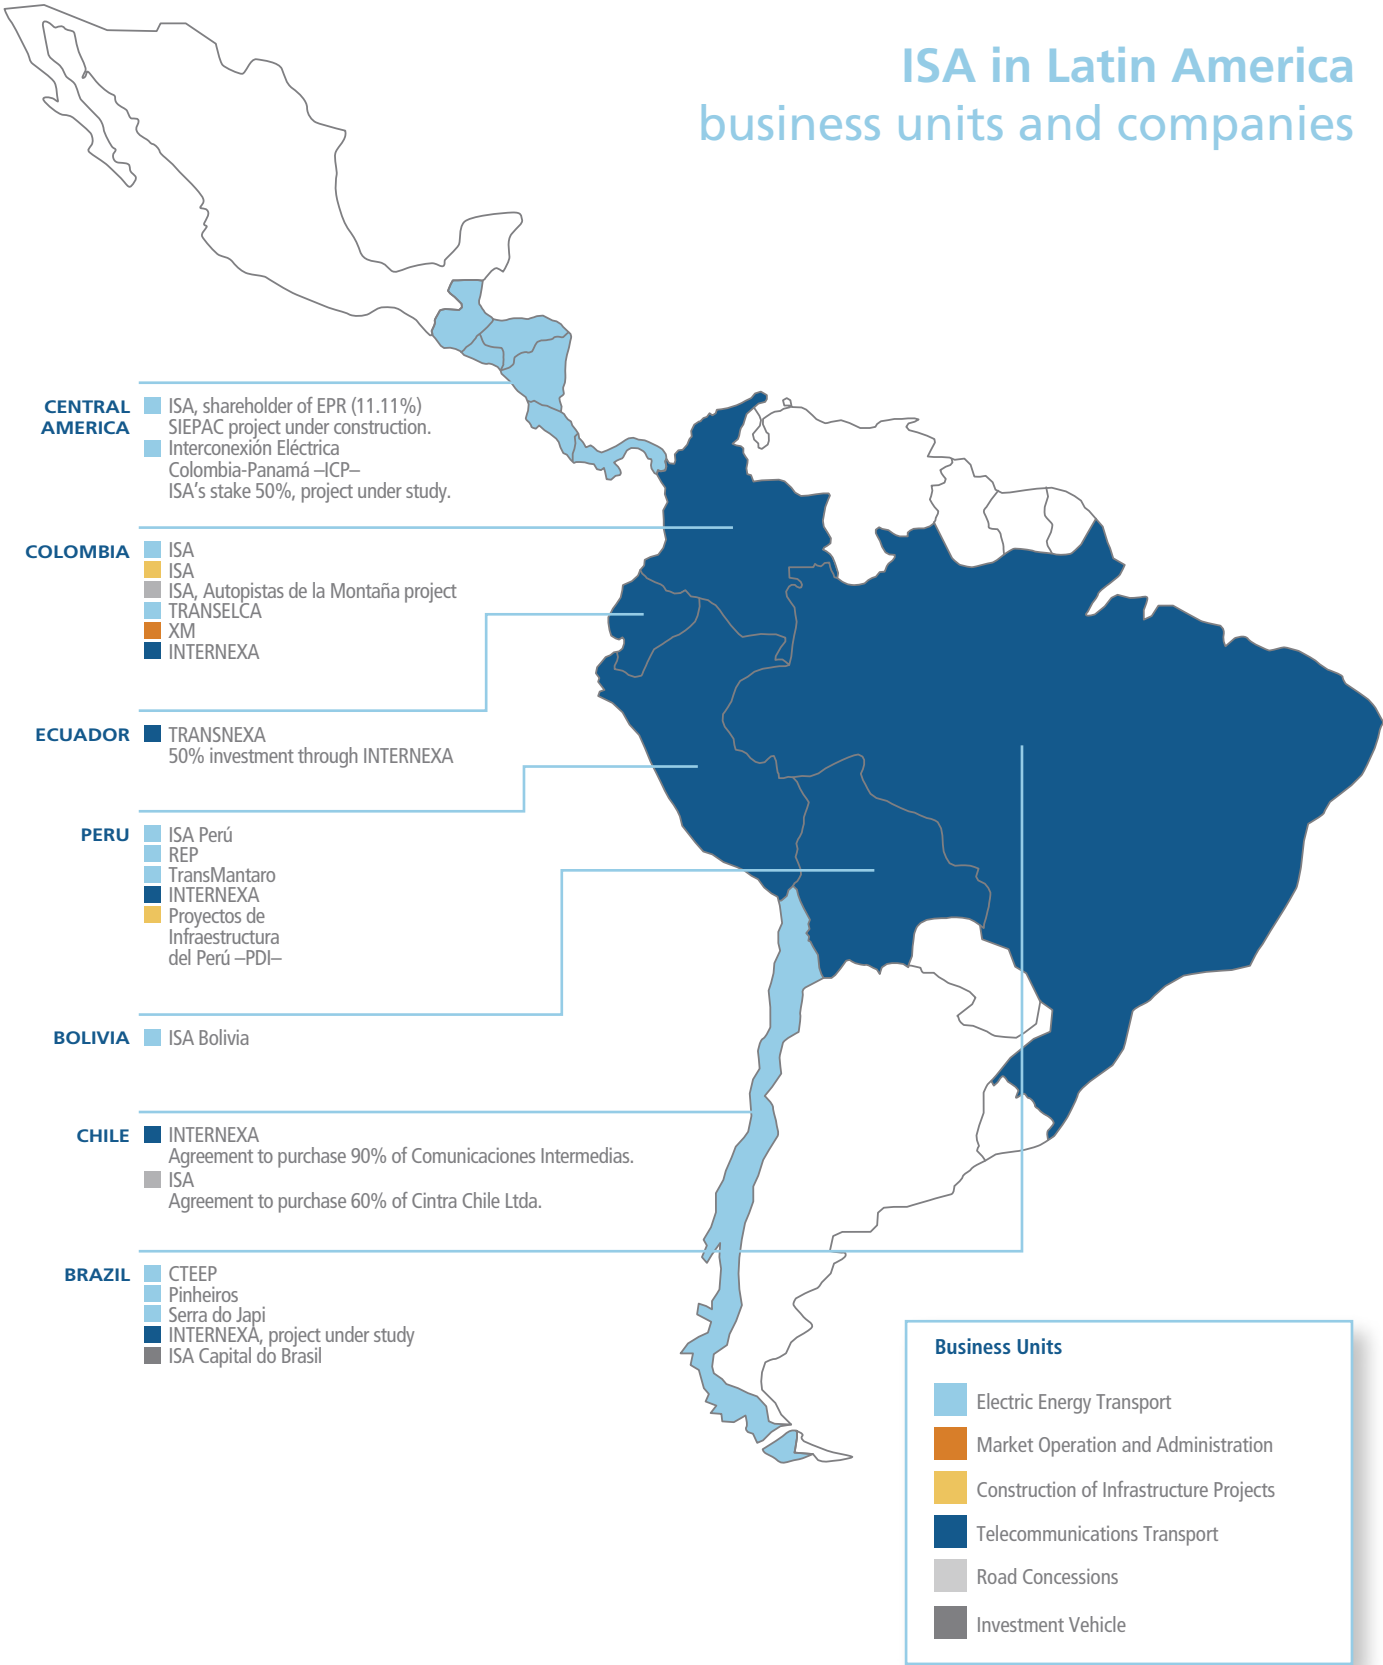 ISA in Latin America
business units and companies
CENTRAL
AMERICA
ISA, shareholder of EPR (11.11%)
SIEPAC project under construction.
Interconexión Eléctrica
Colombia-Panamá –ICP–
ISA's stake 50%, project under study.
COLOMBIA
ISA
ISA
ISA, Autopistas de la Montaña project
TRANSELCA
XM
INTERNEXA
ECUADOR
TRANSNEXA
50% investment through INTERNEXA
PERU
ISA Perú
REP
TransMantaro
INTERNEXA
Proyectos de
Infraestructura
del Perú –PDI–
BOLIVIA
ISA Bolivia
CHILE
INTERNEXA
Agreement to purchase 90% of Comunicaciones Intermedias.
ISA
Agreement to purchase 60% of Cintra Chile Ltda.
BRAZIL
CTEEP
Pinheiros
Serra do Japi
INTERNEXA, project under study
ISA Capital do Brasil
Business Units
Electric Energy Transport
Market Operation and Administration
Construction of Infrastructure Projects
Telecommunications Transport
Road Concessions
Investment Vehicle